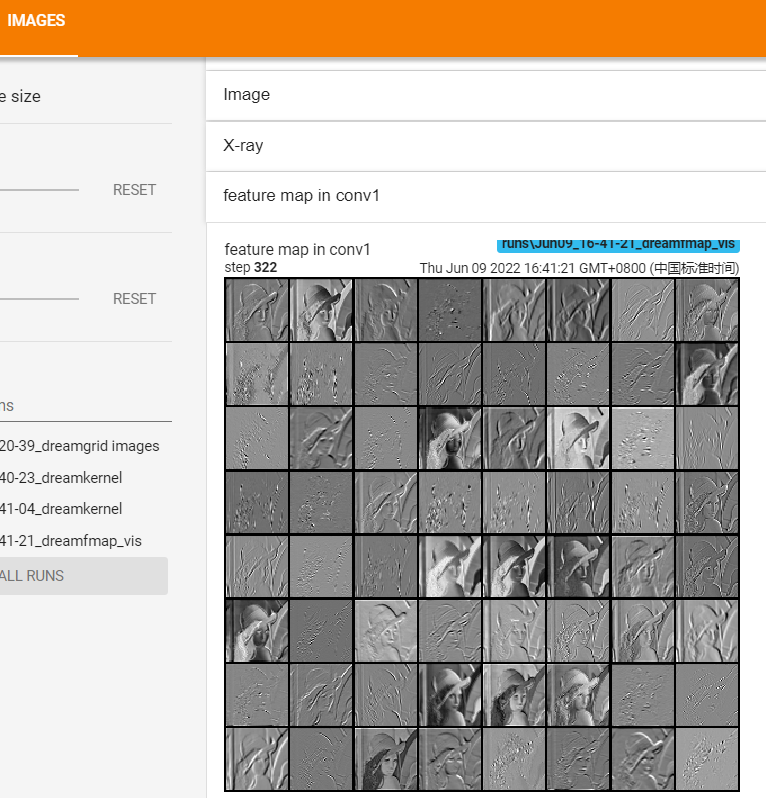 IMAGES
e size
RESET
RESET
ns
20-39_dreamgrid images
40-23_dreamkernel
41-04_dreamkernel
41-21_dreamfmap_vis
ALL RUNS
Image
X-ray
feature map in conv1
feature map in conv1
runs\Jun09_16-41-21_dreamfmap_vis
step 322
Thu Jun 09 2022 16:41:21 GMT+0800 (中国标准时间)